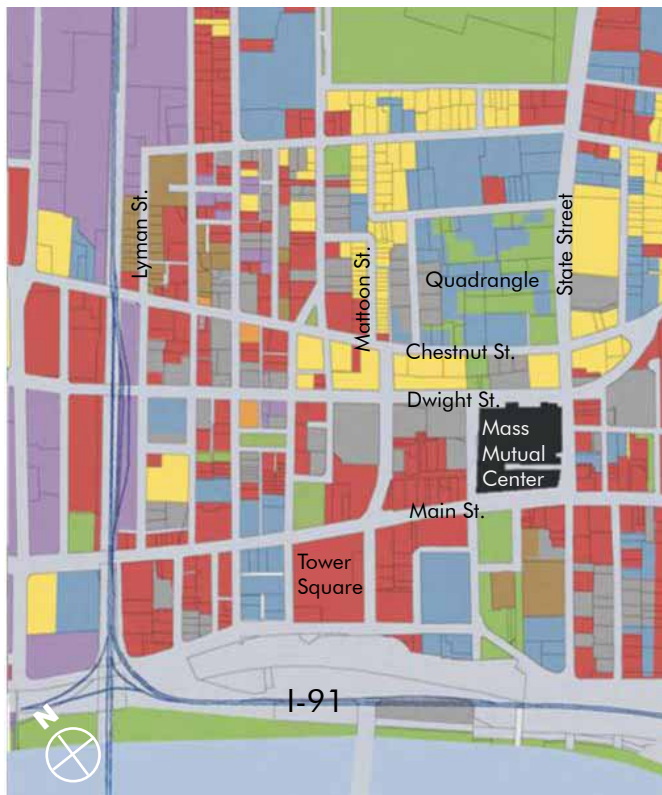 Lyman St.
Mattoon St.
Quadrangle
State Street
Chestnut St.
Dwight St.
Mass
Mutual
Center
Main St.
Tower
Square
I-91
N